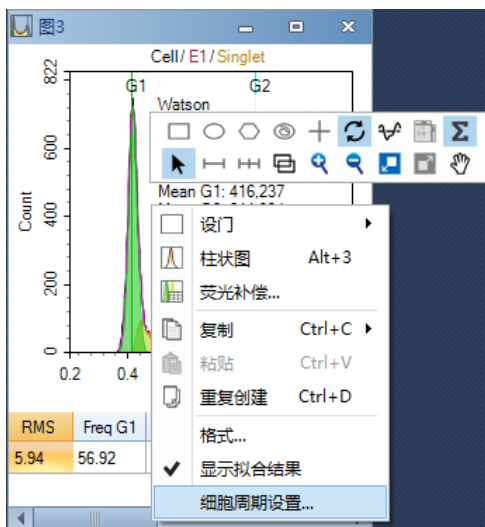 图3
Cell/ E1/ Singlet
822
G1
G2
Watson
600
400
200
0
Count
0.2
0.4
Mean G1: 416,237
设门
柱状图 Alt+3
荧光补偿...
复制 Ctrl+C
粘贴 Ctrl+V
重复创建 Ctrl+D
格式...
显示拟合结果
细胞周期设置...
RMS Freq G1
5.94 56.92